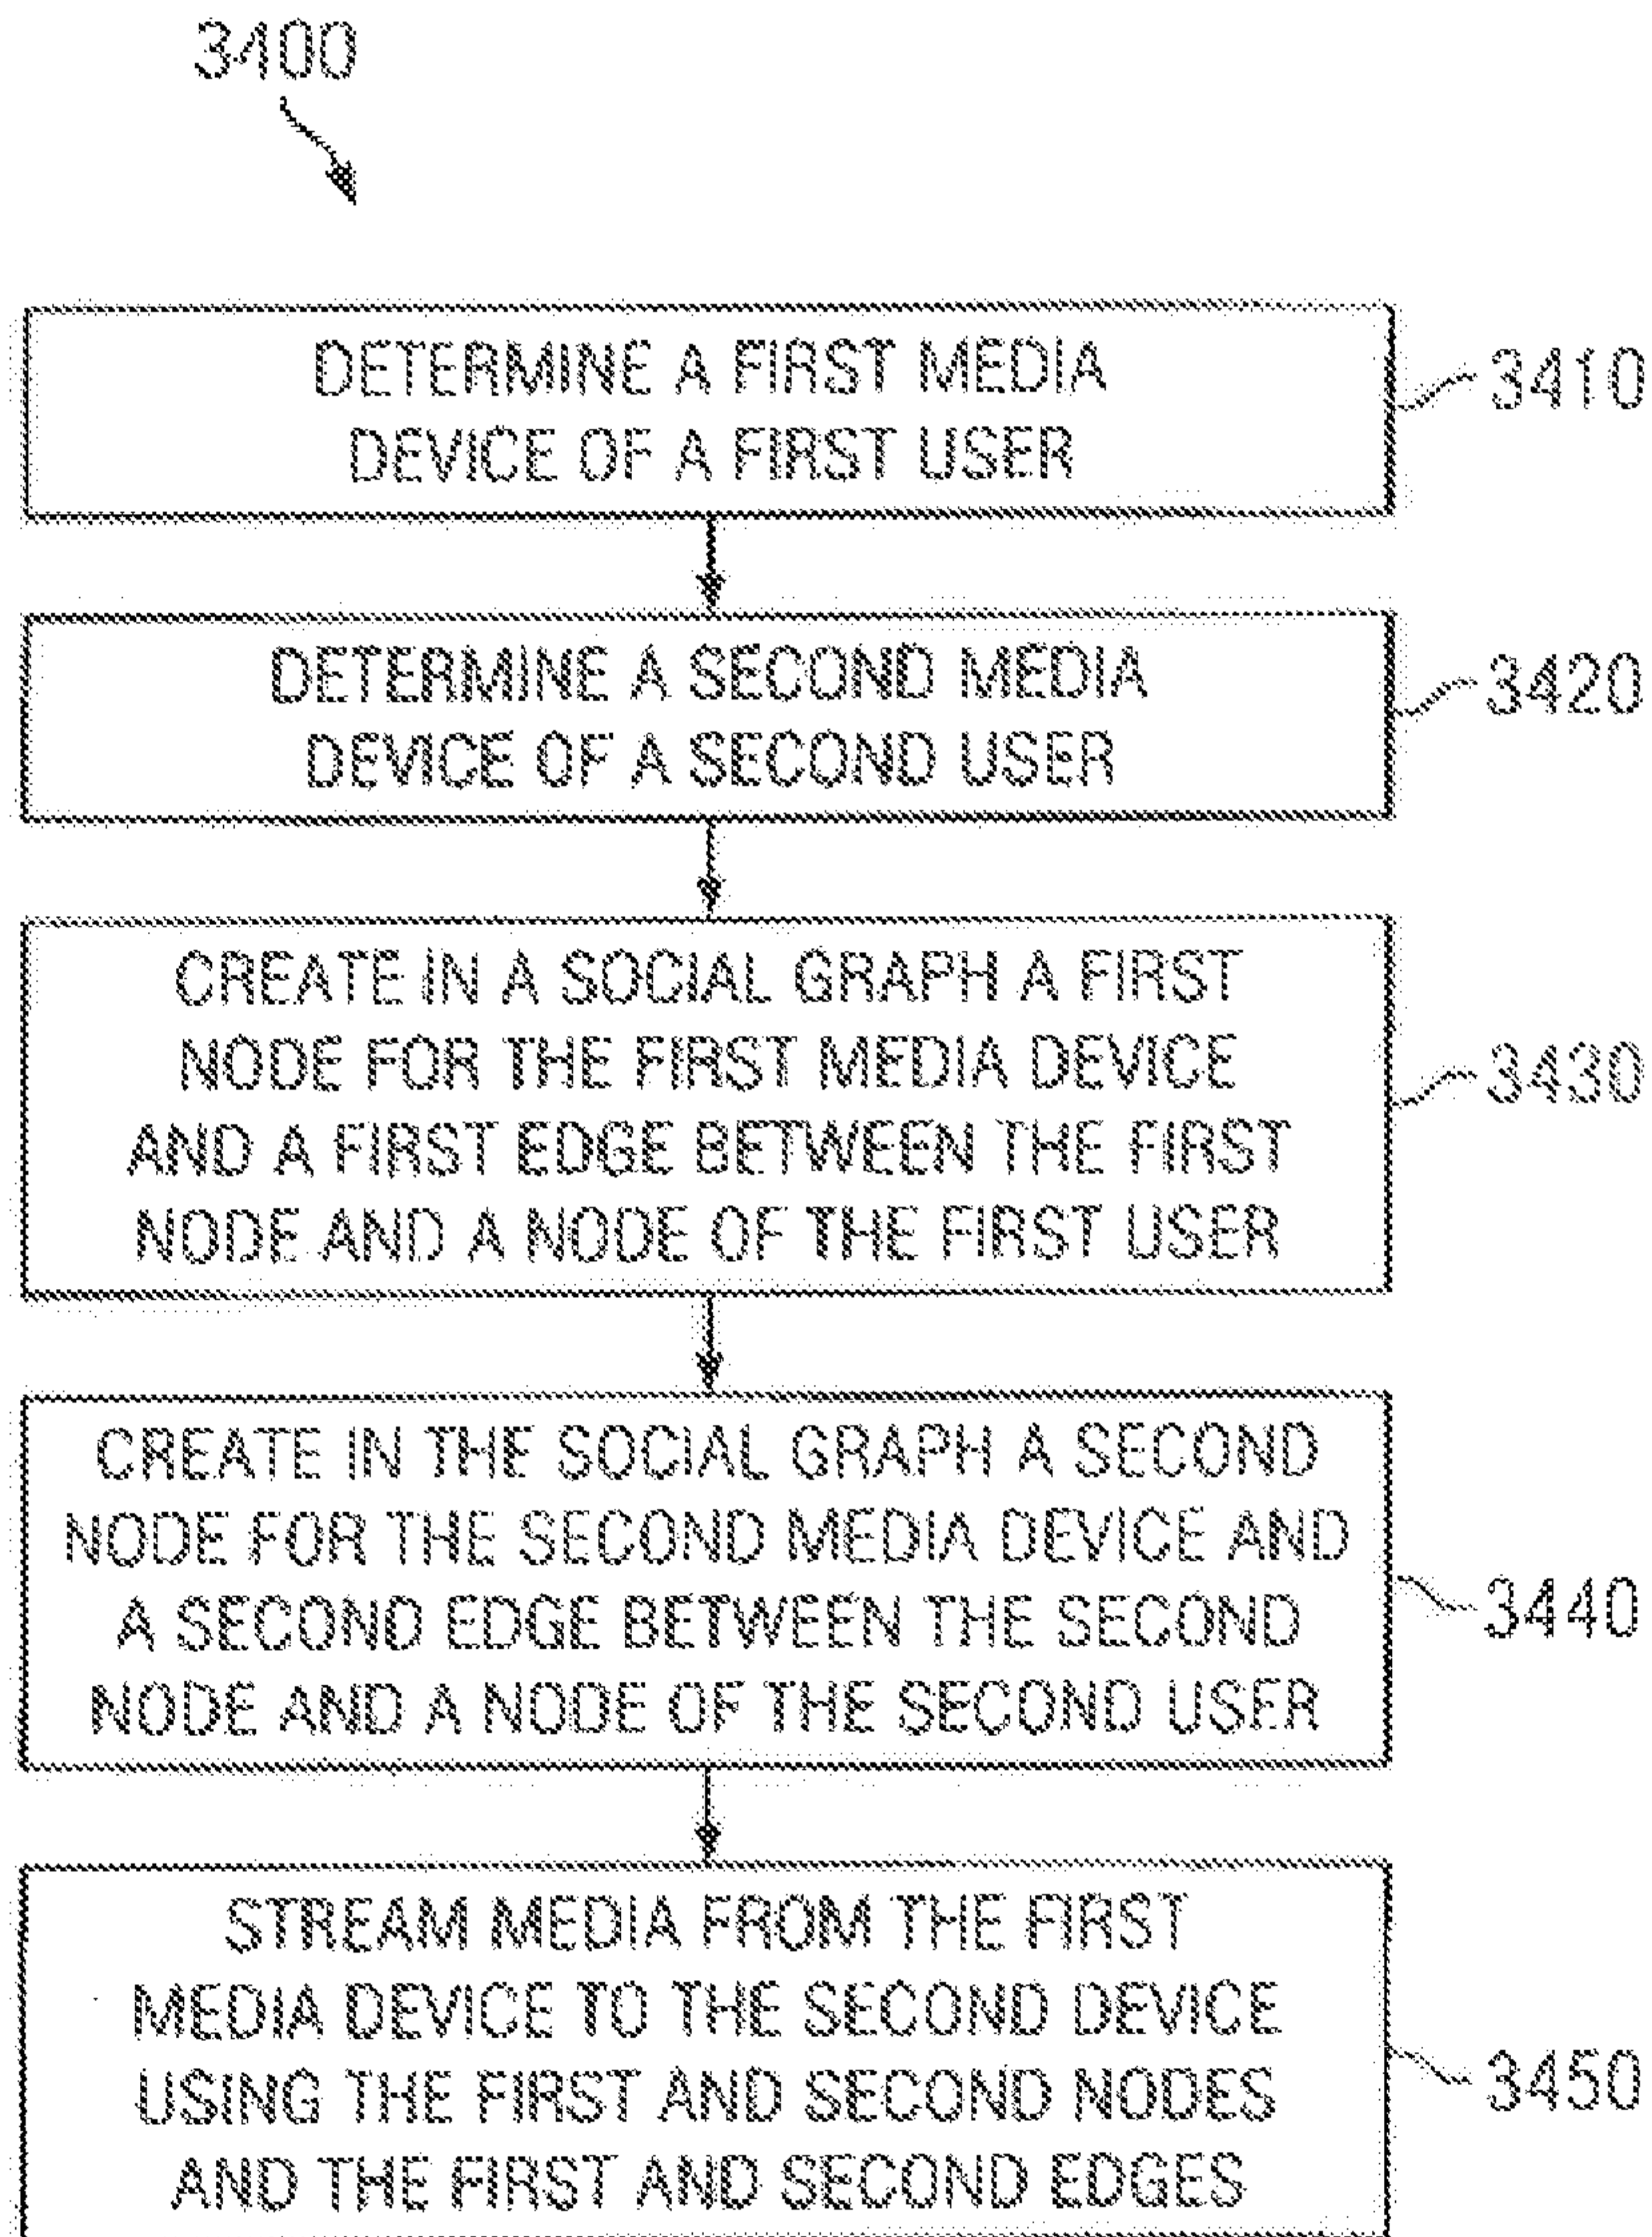 3400
DETERMINE A FIRST MEDIA
DEVICE OF A FIRST USER
3410
DETERMINE A SECOND MEDIA
DEVICE OF A SECOND USER
3420
CREATE IN A SOCIAL GRAPH A FIRST
NODE FOR THE FIRST MEDIA DEVICE
AND A FIRST EDGE BETWEEN THE FIRST
NODE AND A NODE OF THE FIRST USER
3430
CREATE IN THE SOCIAL GRAPH A SECOND
NODE FOR THE SECOND MEDIA DEVICE AND
A SECOND EDGE BETWEEN THE SECOND
NODE AND A NODE OF THE SECOND USER
3440
STREAM MEDIA FROM THE FIRST
MEDIA DEVICE TO THE SECOND DEVICE
USING THE FIRST AND SECOND NODES
AND THE FIRST AND SECOND EDGES
3450